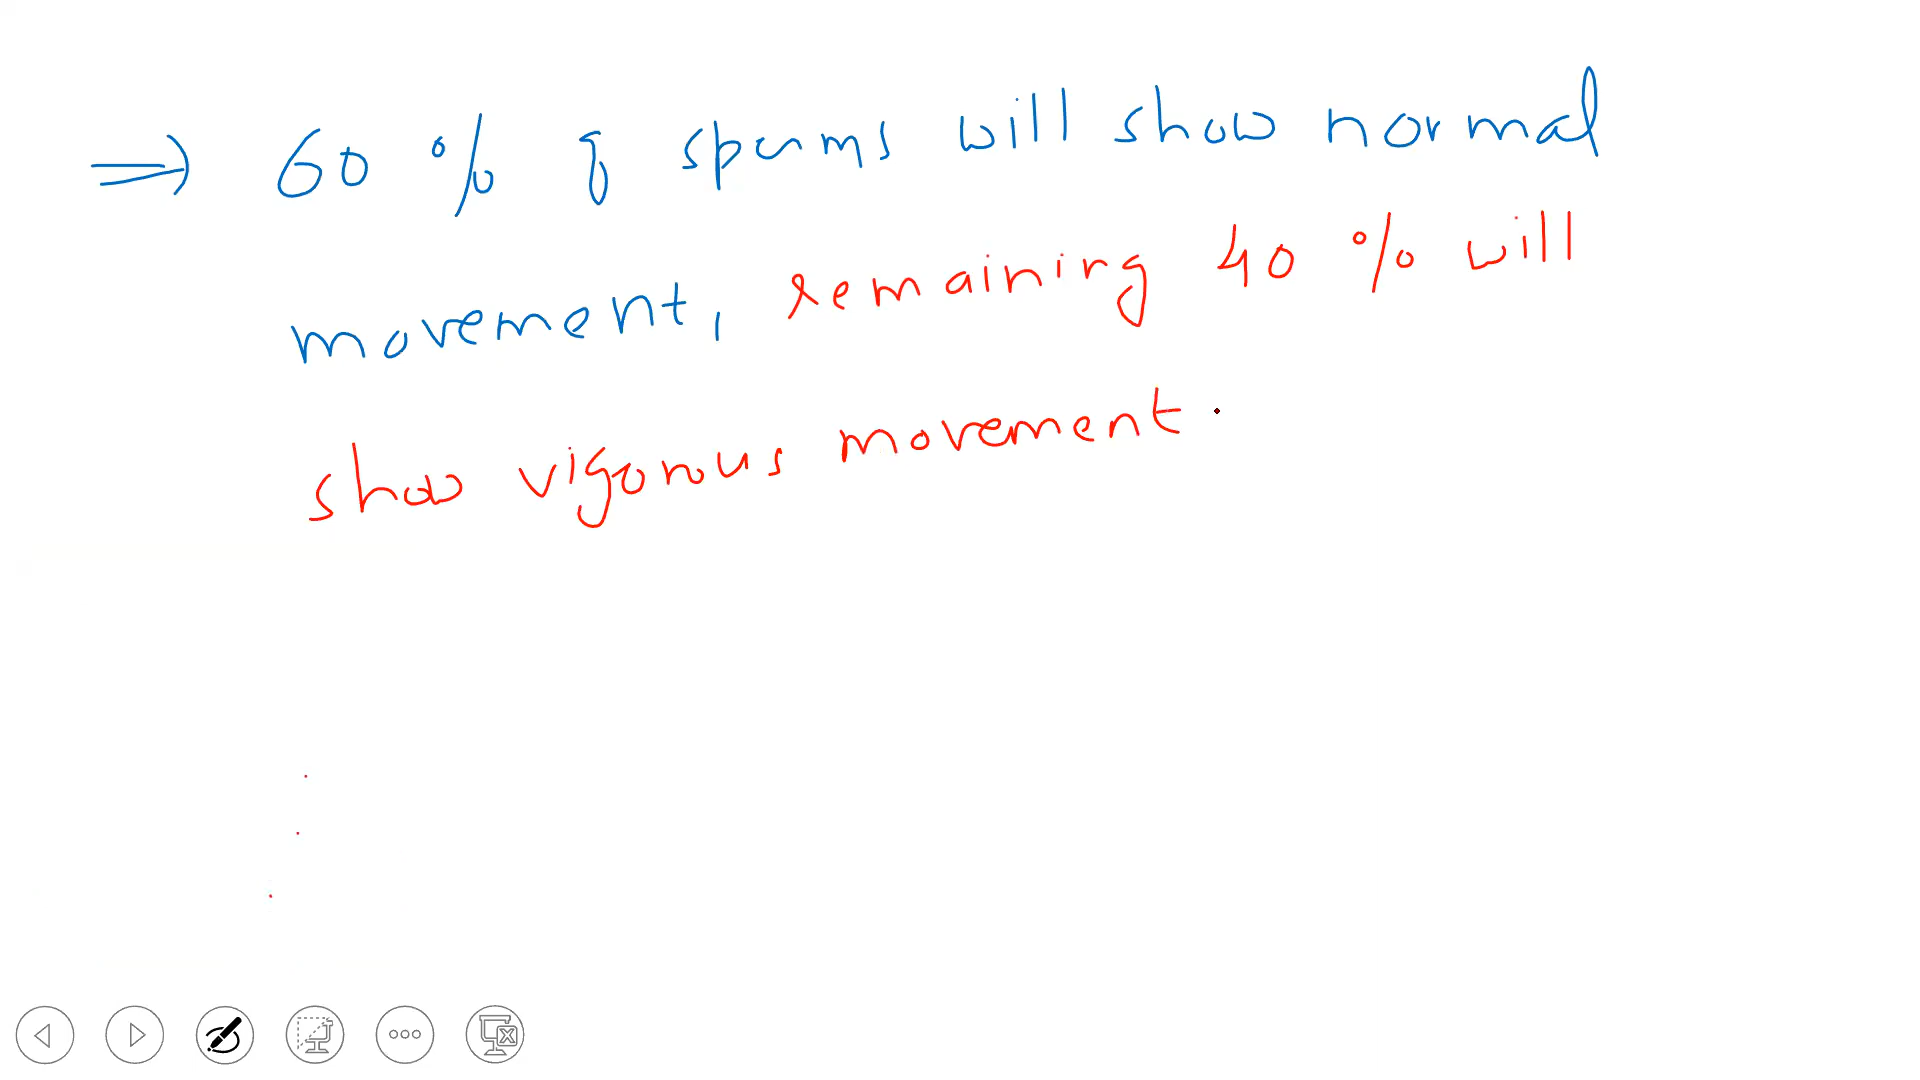 ⇒ 60 % of sperms will show normal
movement, remaining 40 % will
show vigorous movement.